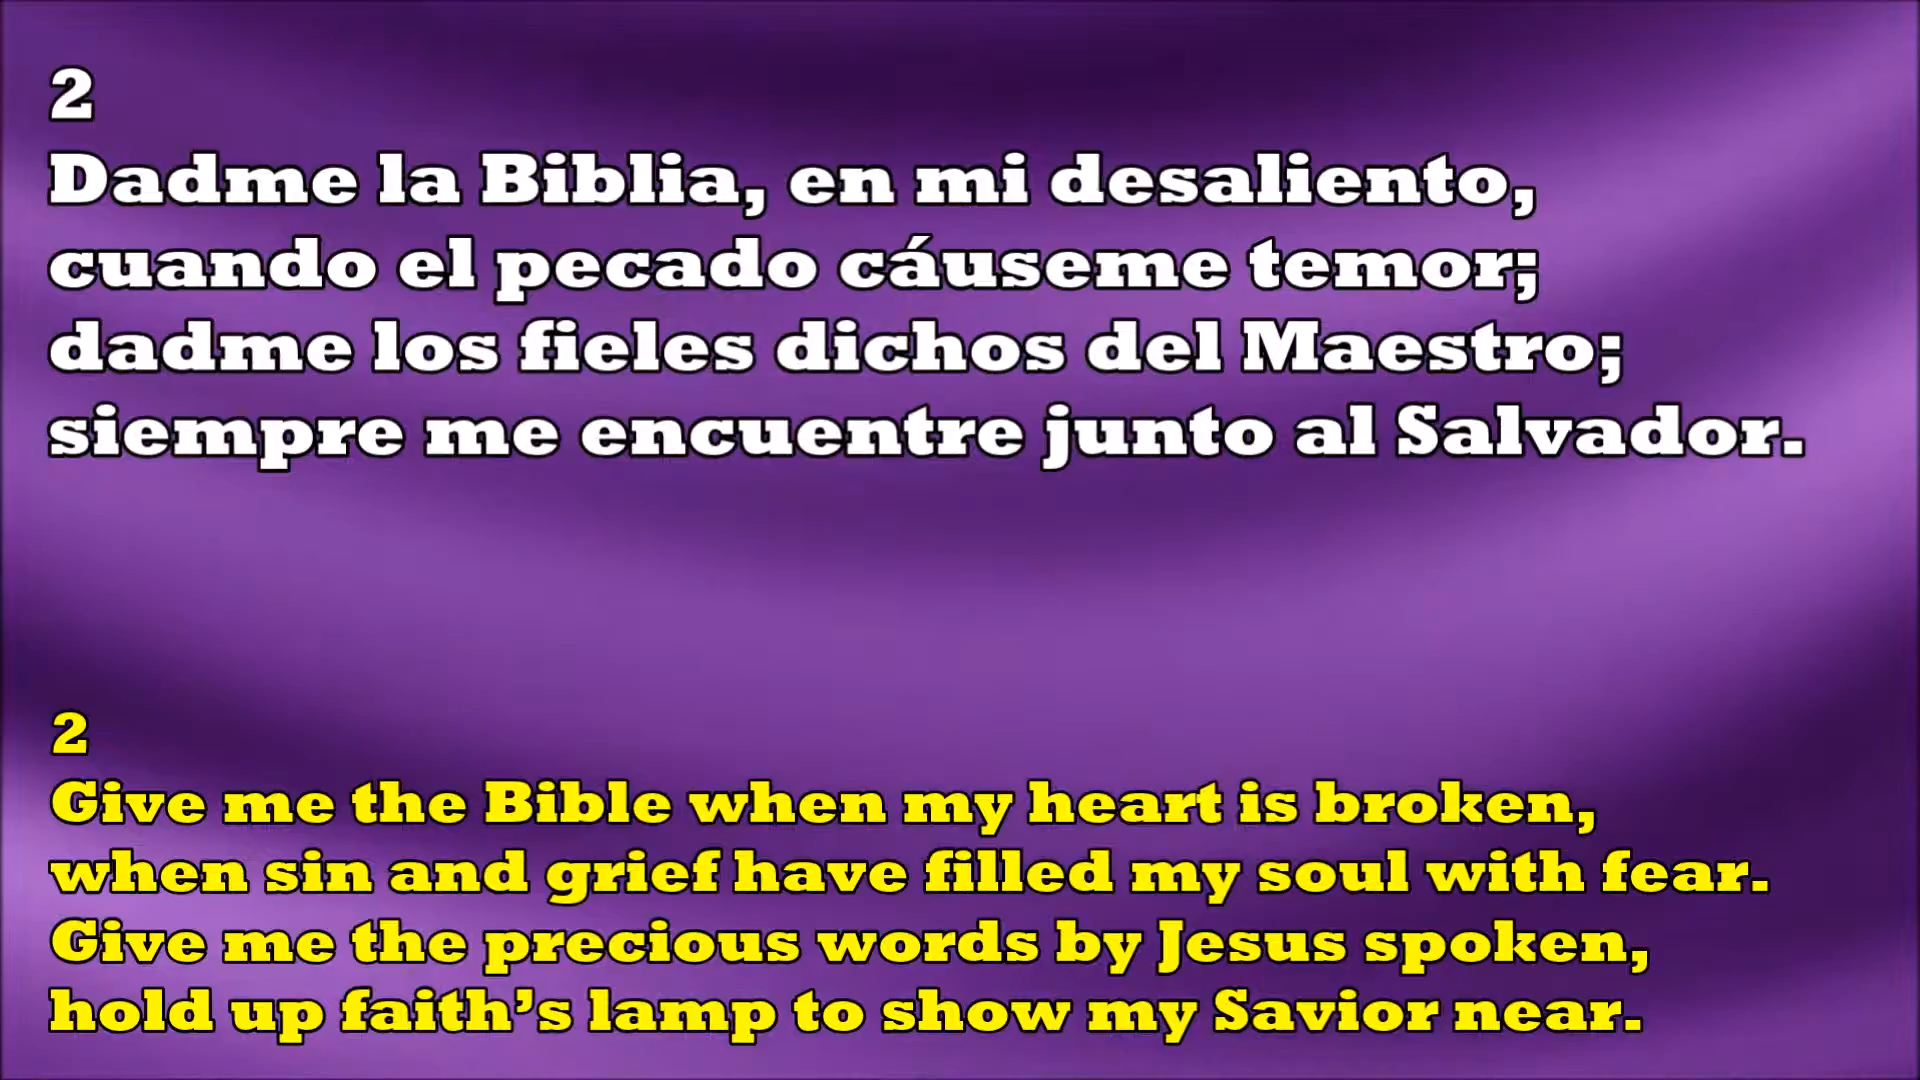 2
Dadme la Biblia, en mi desaliento,
cuando el pecado cáuseme temor;
dadme los fieles dichos del Maestro;
siempre me encuentre junto al Salvador.
2
Give me the Bible when my heart is broken,
when sin and grief have filled my soul with fear.
Give me the precious words by Jesus spoken,
hold up faith’s lamp to show my Savior near.